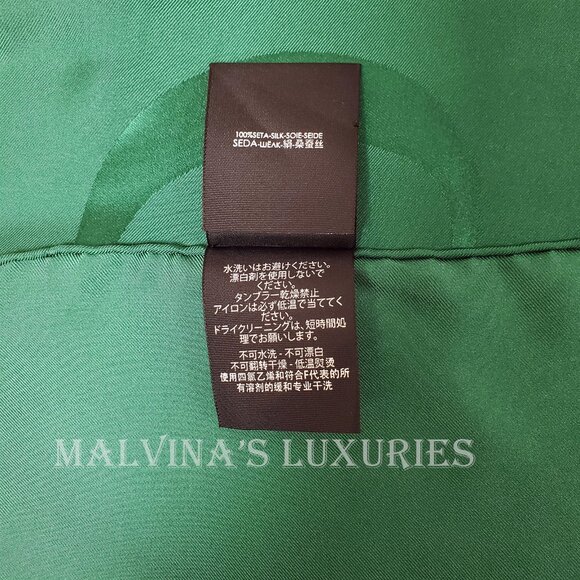 100%SETA-SILK-SOIE-SEIDE
SEDA-ШЁЛК-絹-桑蚕丝
水洗いはお避けください。
漂白剤を使用しないで
ください。
タンブラー乾燥禁止
アイロンは必ず低温で当ててく
ださい。
ドライクリーニングは、短時間処
理でお願いします。
不可水洗 - 不可漂白
不可翻转干燥 - 低温熨烫
使用四氯乙烯和符合F代表的所
有溶剂的缓和专业干洗
MALVINA'S LUXURIES